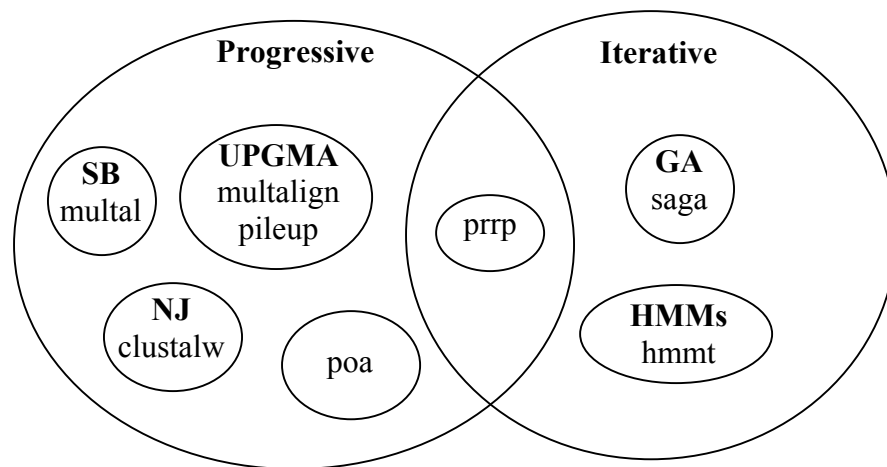 Progressive
Iterative
SB
multal
UPGMA
multalign
pileup
prrp
GA
saga
NJ
clustalw
poa
HMMs
hmmt